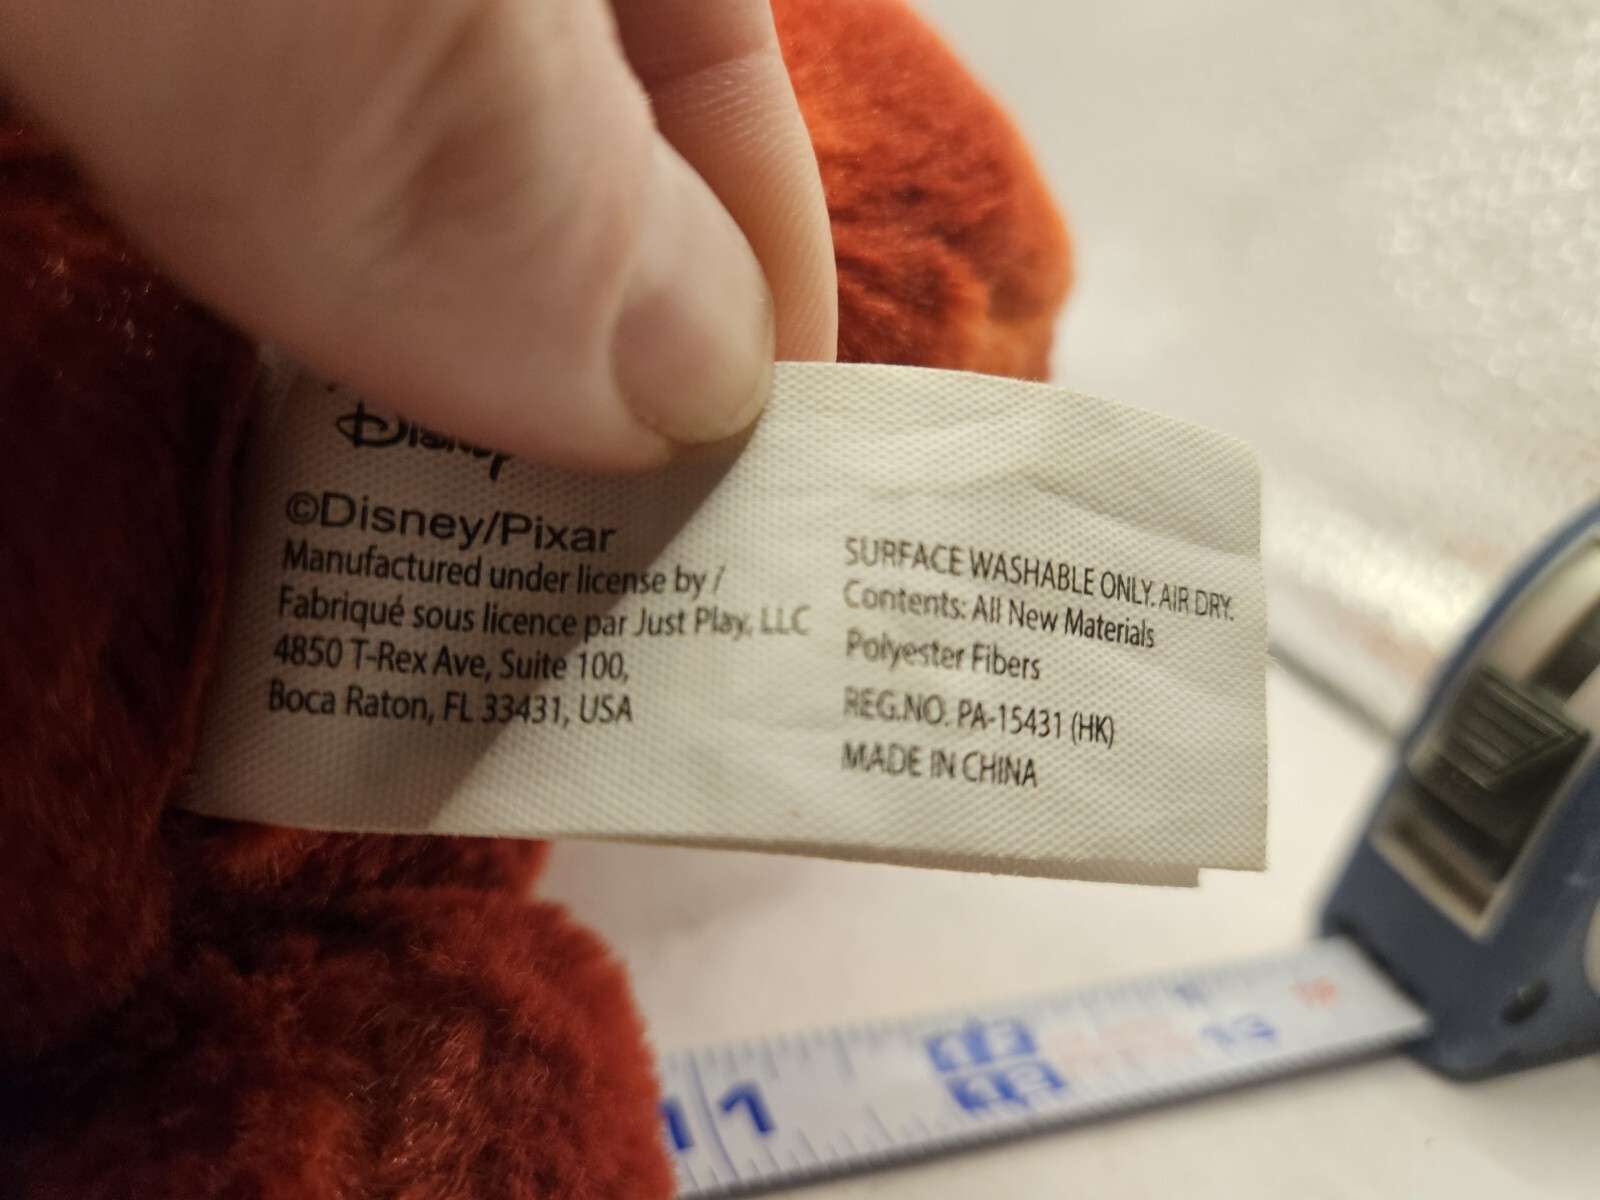 Disney
©Disney/Pixar
Manufactured under license by /
Fabriqué sous licence par Just Play, LLC
4850 T-Rex Ave, Suite 100,
Boca Raton, FL 33431, USA
SURFACE WASHABLE ONLY. AIR DRY.
Contents: All New Materials
Polyester Fibers
REG.NO. PA-15431 (HK)
MADE IN CHINA
11